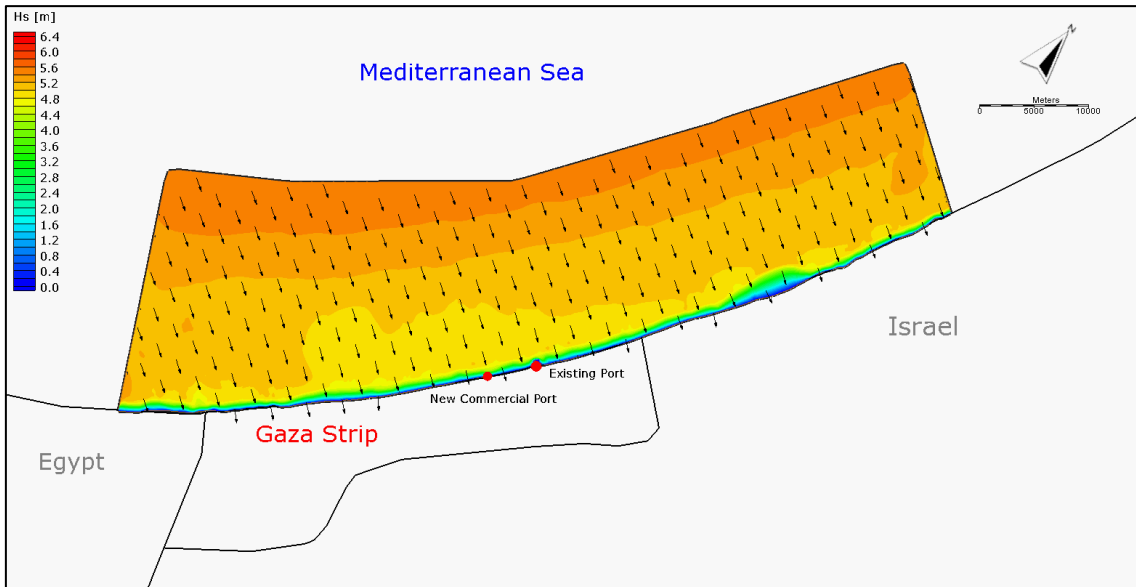 Hs [m]
6.4
6.0
5.6
5.2
4.8
4.4
4.0
3.6
3.2
2.8
2.4
2.0
1.6
1.2
0.8
0.4
0.0
Mediterranean Sea
N
Meters
0 5000 10000
Israel
Existing Port
New Commercial Port
Gaza Strip
Egypt